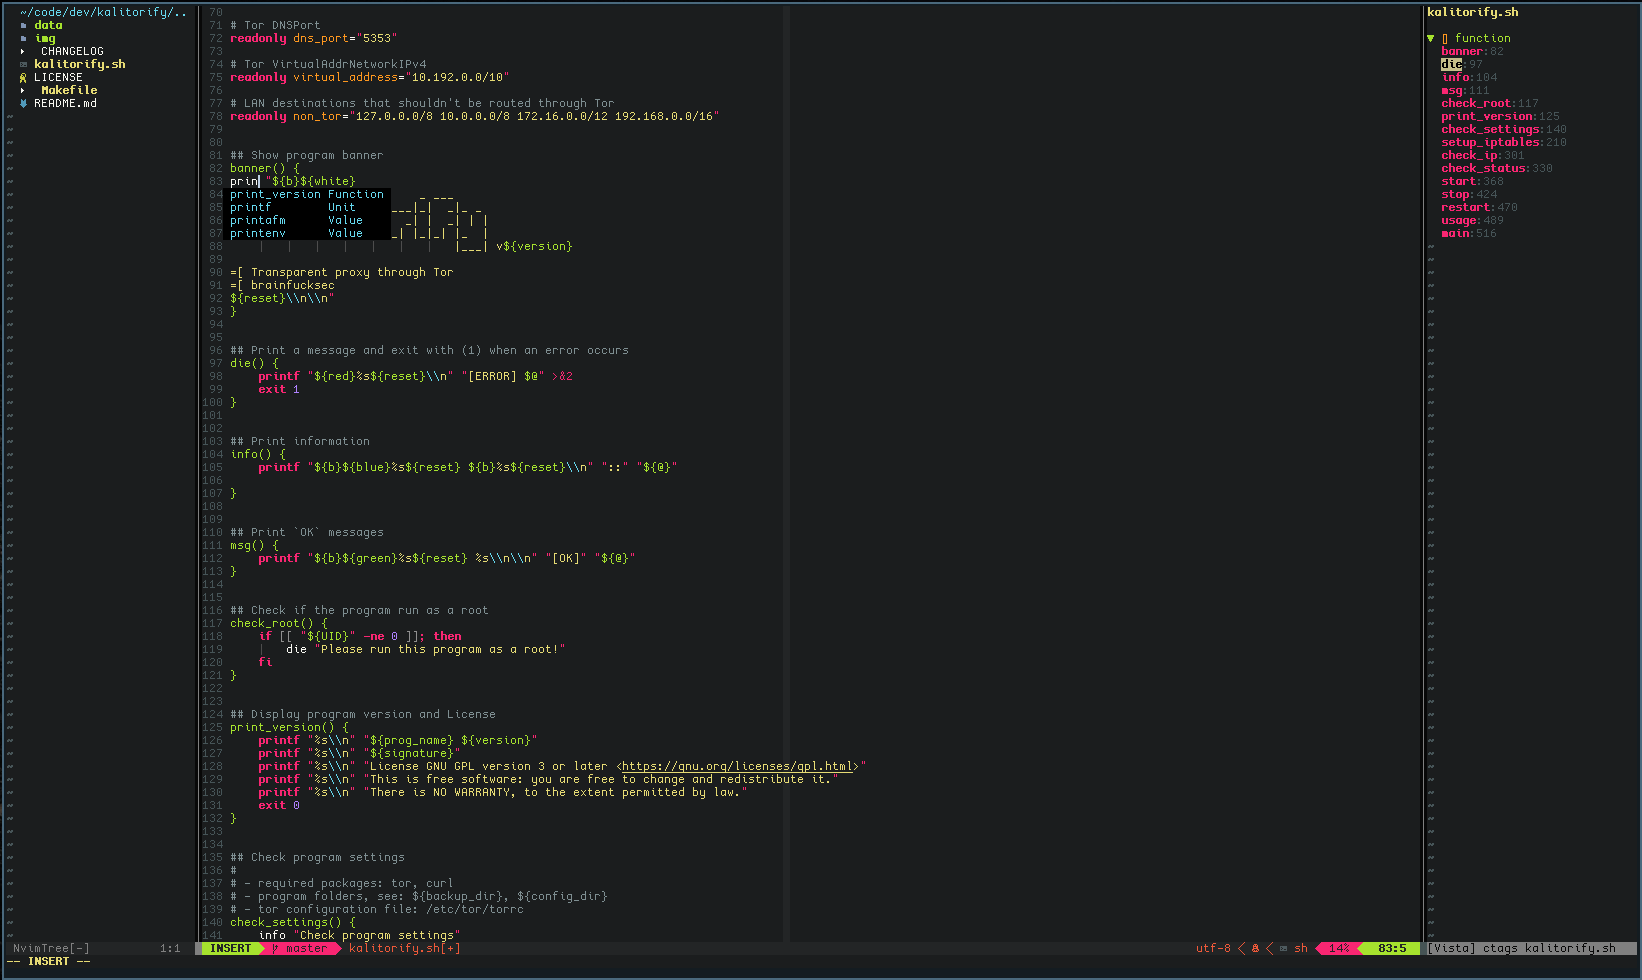 ~/code/dev/kalitorify/..
data
img
CHANGELOG
kalitorify.sh
LICENSE
Makefile
README.md
NvimTree[-] 1:1
70
71 # Tor DNSPort
72 readonly dns_port="5353"
73
74 # Tor VirtualAddrNetworkIPv4
75 readonly virtual_address="10.192.0.0/10"
76
77 # LAN destinations that shouldn't be routed through Tor
78 readonly non_tor="127.0.0.0/8 10.0.0.0/8 172.16.0.0/12 192.168.0.0/16"
79
80
81 ## Show program banner
82 banner() {
83 prin "${b}${white}
84 print_version Function
85 printf Unit
86 printafm Value
87 printenv Value
88 v${version}
89
90 =[ Transparent proxy through Tor
91 =[ brainfucksec
92 ${reset}\\n\\n"
93 }
94
95
96 ## Print a message and exit with (1) when an error occurs
97 die() {
98 printf "${red}%s${reset}\\n" "[ERROR] $@" >&2
99 exit 1
100 }
101
102
103 ## Print information
104 info() {
105 printf "${b}${blue}%s${reset} ${b}%s${reset}\\n" "::" "${@}"
106
107 }
108
109
110 ## Print `OK` messages
111 msg() {
112 printf "${b}${green}%s${reset} %s\\n\\n" "[OK]" "${@}"
113 }
114
115
116 ## Check if the program run as a root
117 check_root() {
118 if [[ "${UID}" -ne 0 ]]; then
119 die "Please run this program as a root!"
120 fi
121 }
122
123
124 ## Display program version and License
125 print_version() {
126 printf "%s\\n" "${prog_name} ${version}"
127 printf "%s\\n" "${signature}"
128 printf "%s\\n" "License GNU GPL version 3 or later <https://gnu.org/licenses/gpl.html>"
129 printf "%s\\n" "This is free software: you are free to change and redistribute it."
130 printf "%s\\n" "There is NO WARRANTY, to the extent permitted by law."
131 exit 0
132 }
133
134
135 ## Check program settings
136 #
137 # - required packages: tor, curl
138 # - program folders, see: ${backup_dir}, ${config_dir}
139 # - tor configuration file: /etc/tor/torrc
140 check_settings() {
141 info "Check program settings"
INSERT master kalitorify.sh[+] utf-8 sh 14% 83:5
kalitorify.sh
function
banner:82
die:97
info:104
msg:111
check_root:117
print_version:125
check_settings:140
setup_iptables:210
check_ip:301
check_status:330
start:368
stop:424
restart:470
usage:489
main:516
[Vista] ctags kalitorify.sh
-- INSERT --